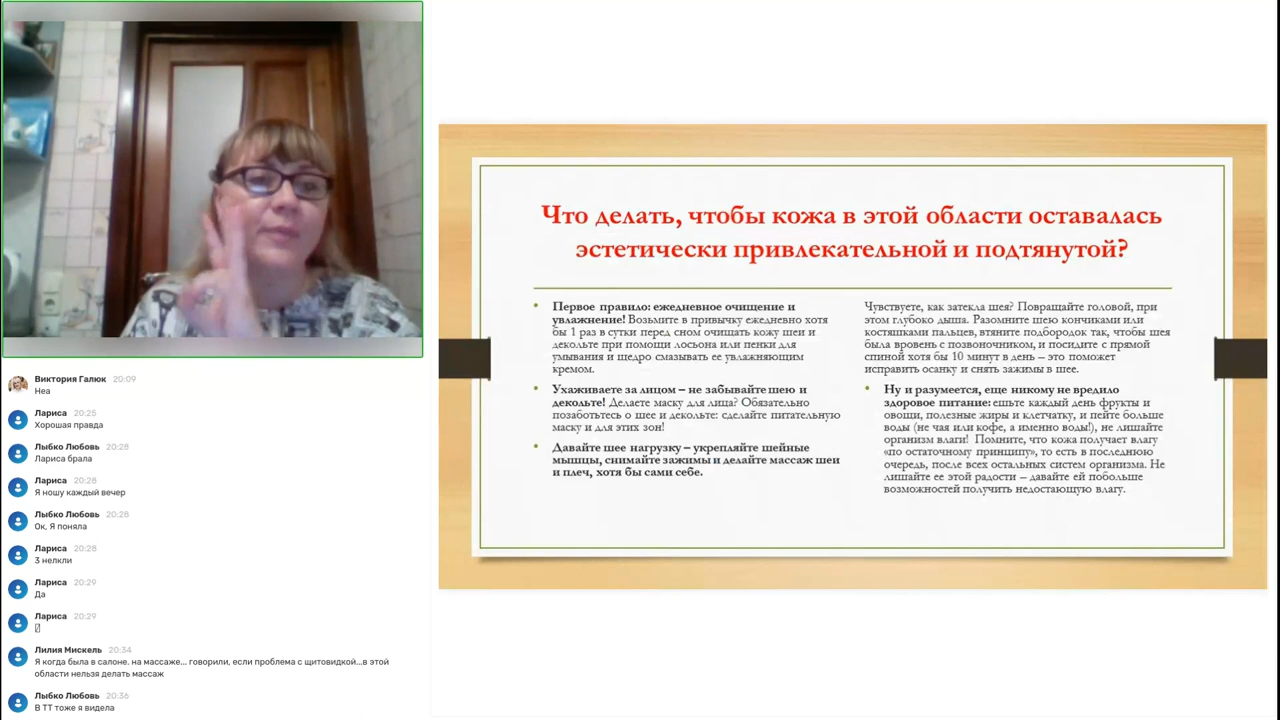 Виктория Галюк 20:09
Неа
Лариса 20:25
Хорошая правда
Лыбко Любовь 20:28
Лариса брала
Лариса 20:28
Я ношу каждый вечер
Лыбко Любовь 20:28
Ок, Я поняла
Лариса 20:28
3 нелкли
Лариса 20:29
Да
Лариса 20:29
Лилия Мискель 20:34
Я когда была в салоне. на массаже... говорили, если проблема с щитовидкой...в этой
области нельзя делать массаж
Лыбко Любовь 20:36
В ТТ тоже я видела
Что делать, чтобы кожа в этой области оставалась
эстетически привлекательной и подтянутой?
• Первое правило: ежедневное очищение и
увлажнение! Возьмите в привычку ежедневно хотя
бы 1 раз в сутки перед сном очищать кожу шеи и
декольте при помощи лосьона или пенки для
умывания и щедро смазывать ее увлажняющим
кремом.
• Ухаживаете за лицом – не забывайте шею и
декольте! Делаете маску для лица? Обязательно
позаботьтесь о шее и декольте: сделайте питательную
маску и для этих зон!
• Давайте шее нагрузку – укрепляйте шейные
мышцы, снимайте зажимы и делайте массаж шеи
и плеч, хотя бы сами себе.
Чувствуете, как затекла шея? Повращайте головой, при
этом глубоко дыша. Разомните шею кончиками или
костяшками пальцев, втяните подбородок так, чтобы шея
была вровень с позвоночником, и посидите с прямой
спиной хотя бы 10 минут в день – это поможет
исправить осанку и снять зажимы в шее.
• Ну и разумеется, еще никому не вредило
здоровое питание: ешьте каждый день фрукты и
овощи, полезные жиры и клетчатку, и пейте больше
воды (не чая или кофе, а именно воды!), не лишайте
организм влаги! Помните, что кожа получает влагу
«по остаточному принципу», то есть в последнюю
очередь, после всех остальных систем организма. Не
лишайте ее этой радости – давайте ей побольше
возможностей получить недостающую влагу.